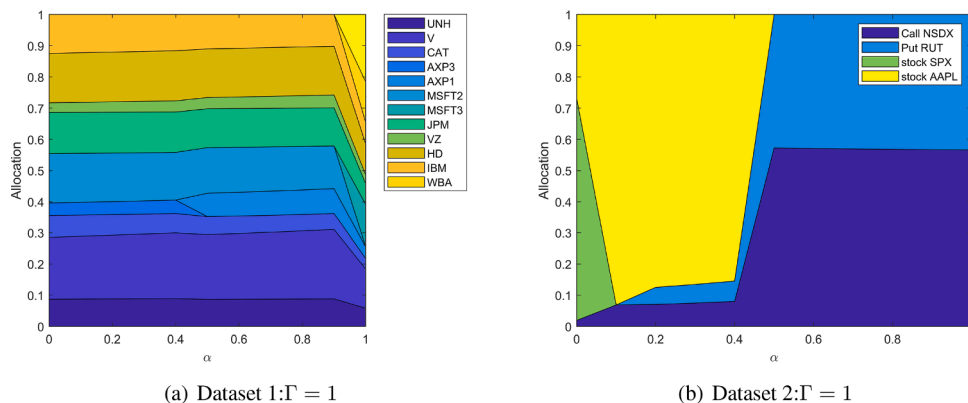 1
0.9
0.8
0.7
0.6
0.5
0.4
0.3
0.2
0.1
0
Allocation
0 0.2 0.4 0.6 0.8 1
α
UNH
V
CAT
AXP3
AXP1
MSFT2
MSFT3
JPM
VZ
HD
IBM
WBA
(a) Dataset 1:Γ = 1
1
0.9
0.8
0.7
0.6
0.5
0.4
0.3
0.2
0.1
0
Allocation
0 0.2 0.4 0.6 0.8
α
Call NSDX
Put RUT
stock SPX
stock AAPL
(b) Dataset 2:Γ = 1